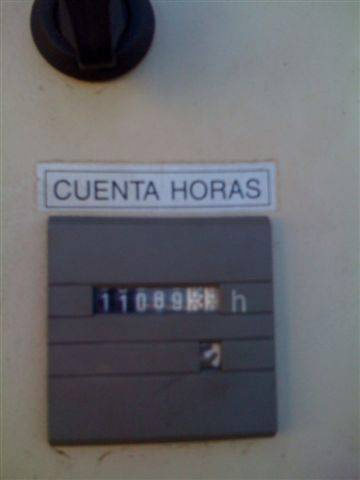 CUENTA HORAS
11089 h